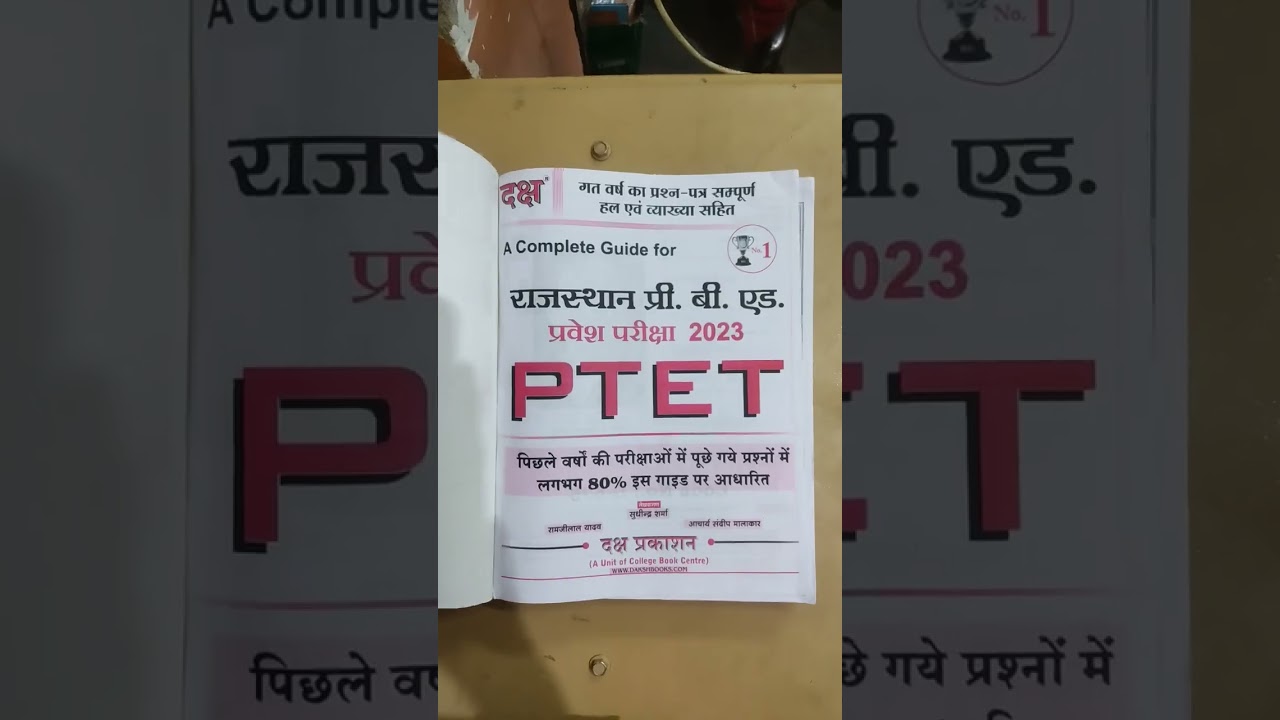 दक्ष
गत वर्ष का प्रश्न-पत्र सम्पूर्ण
हल एवं व्याख्या सहित
A Complete Guide for
No. 1
राजस्थान प्री. बी. एड.
प्रवेश परीक्षा 2023
PTET
पिछले वर्षों की परीक्षाओं में पूछे गये प्रश्नों में
लगभग 80% इस गाइड पर आधारित
सुधीन्द्र शर्मा
रामजीलाल यादव आचार्य संदीप मालाकार
दक्ष प्रकाशन
(A Unit of College Book Centre)
WWW.DAKSHBOOKS.COM